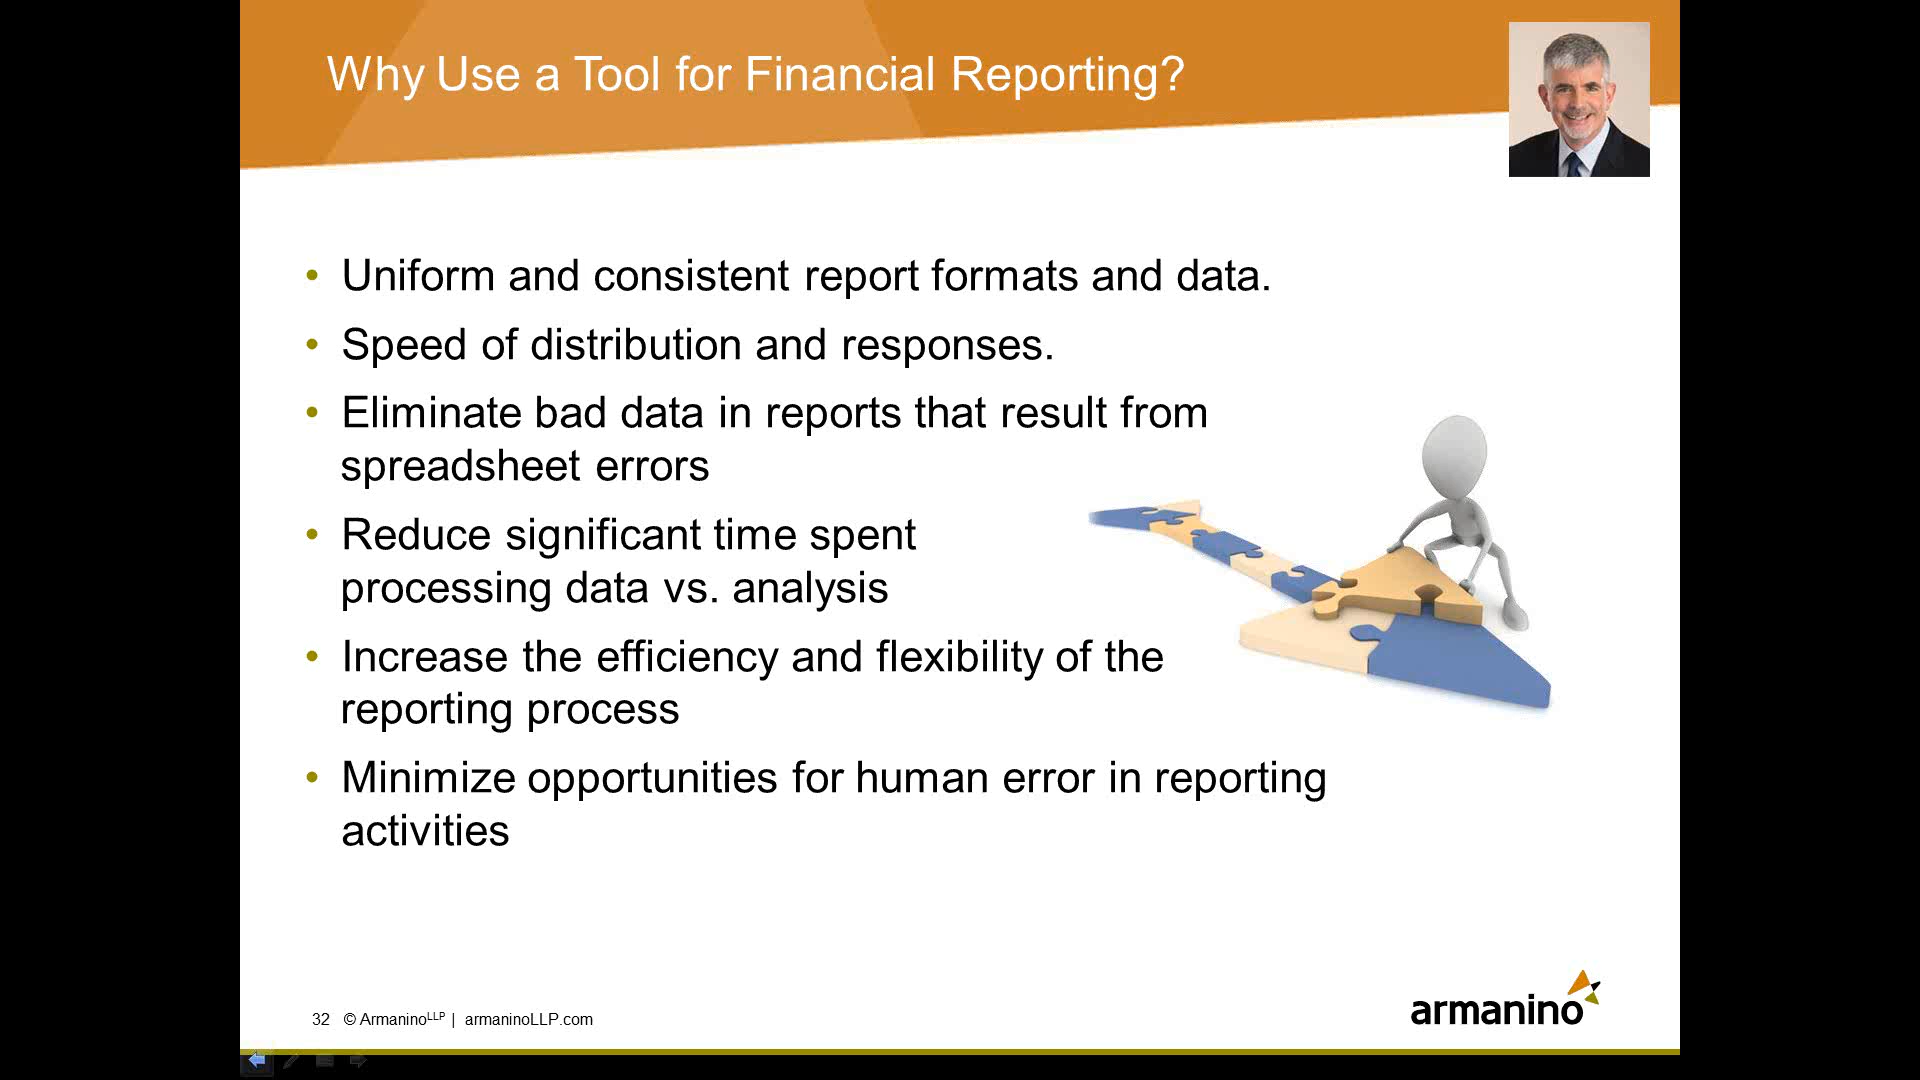 Why Use a Tool for Financial Reporting?
• Uniform and consistent report formats and data.
• Speed of distribution and responses.
• Eliminate bad data in reports that result from
spreadsheet errors
• Reduce significant time spent
processing data vs. analysis
• Increase the efficiency and flexibility of the
reporting process
• Minimize opportunities for human error in reporting
activities
32 © ArmaninoLLP | armaninoLLP.com
armanino